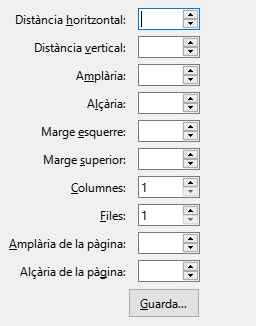 Distància horitzontal:
Distància vertical:
Amplària:
Alçària:
Marge esquerre:
Marge superior:
Columnes: 1
Files: 1
Amplària de la pàgina:
Alçària de la pàgina:
Guarda...